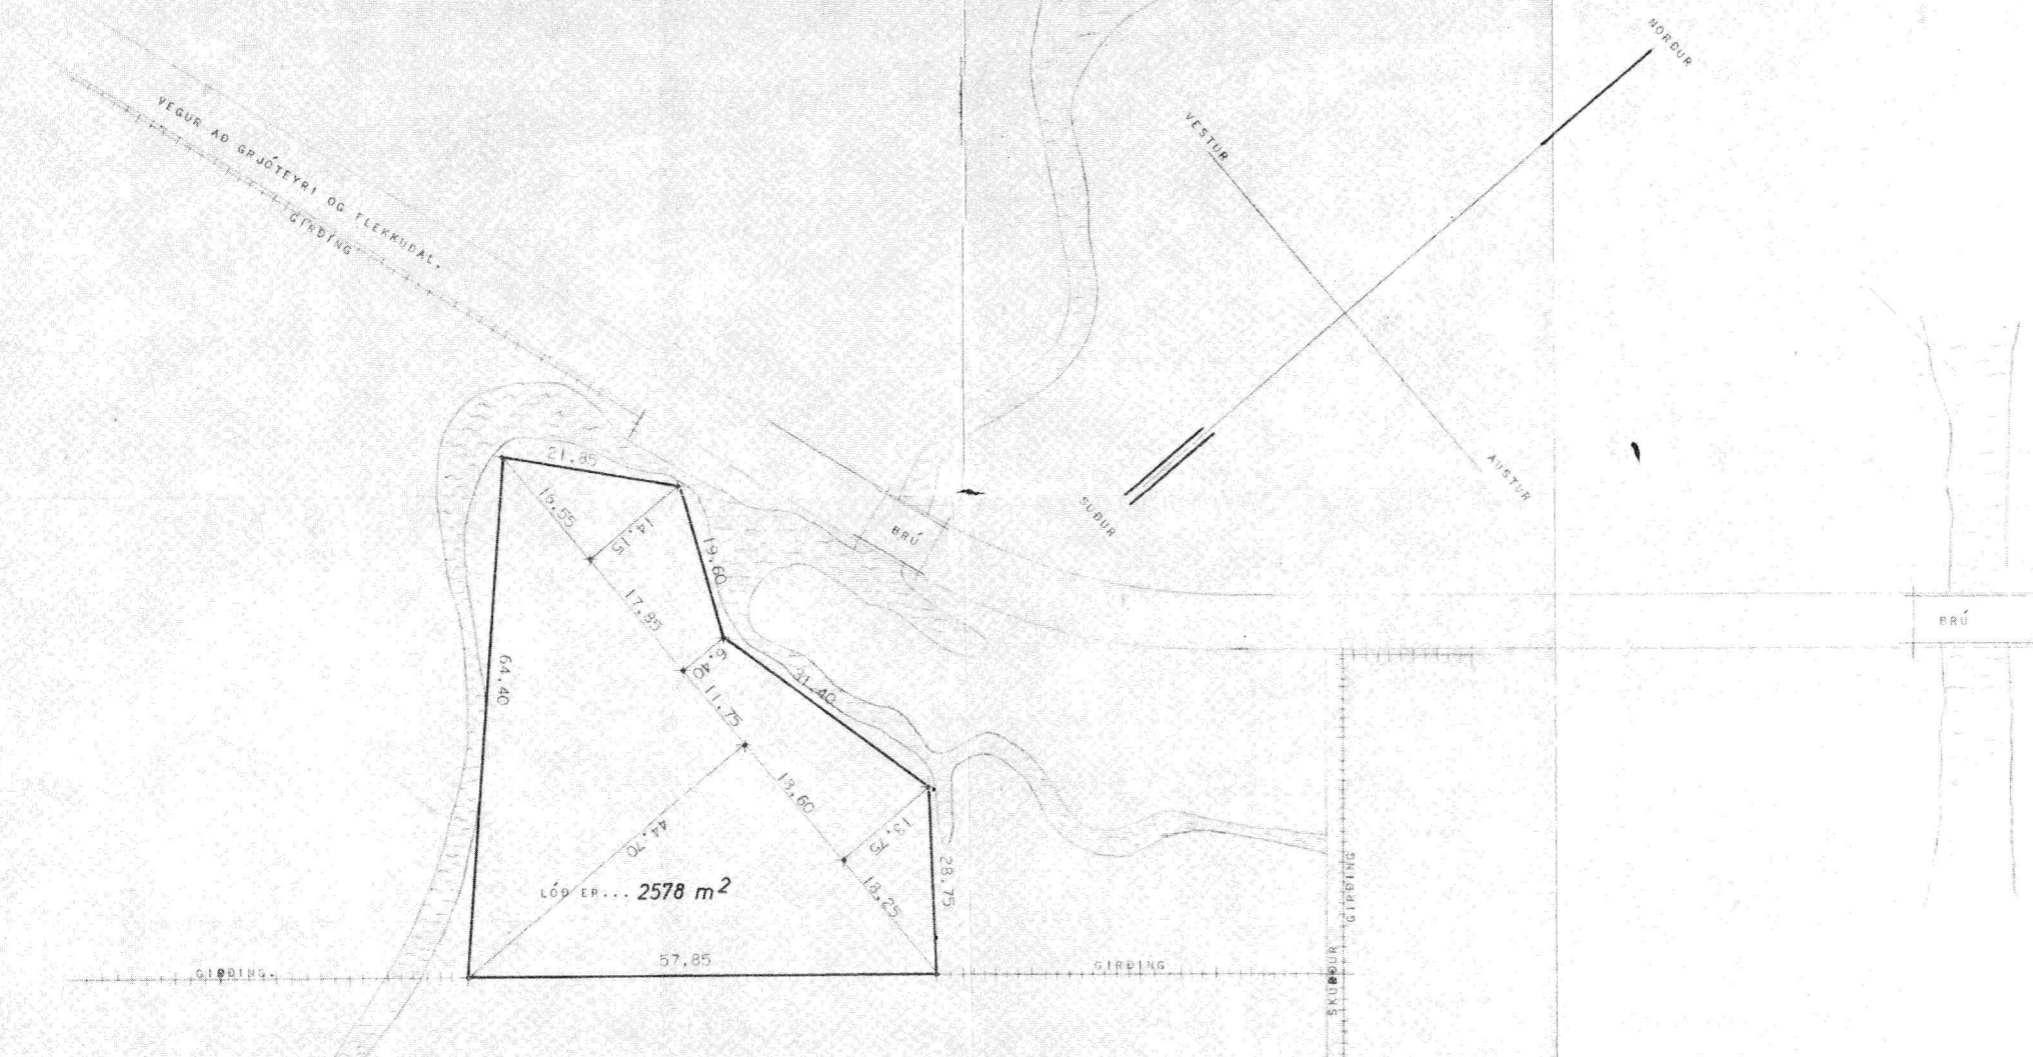 NORÐUR
VESTUR
VEGUR AÐ GRJÓTEYRI OG FLEKKUDAL.
GIRÐING
AUSTUR
SUÐUR
21.85
16.55
14.15
BRÚ
19.60
17.85
BRÚ
6.40
64.40
31.40
11.75
18.60
44.70
13.75
28.75
18.25
LÓÐ ER... 2578 m²
57.85
GIRÐING.
GIRÐING
GIRÐING
SKURÐUR